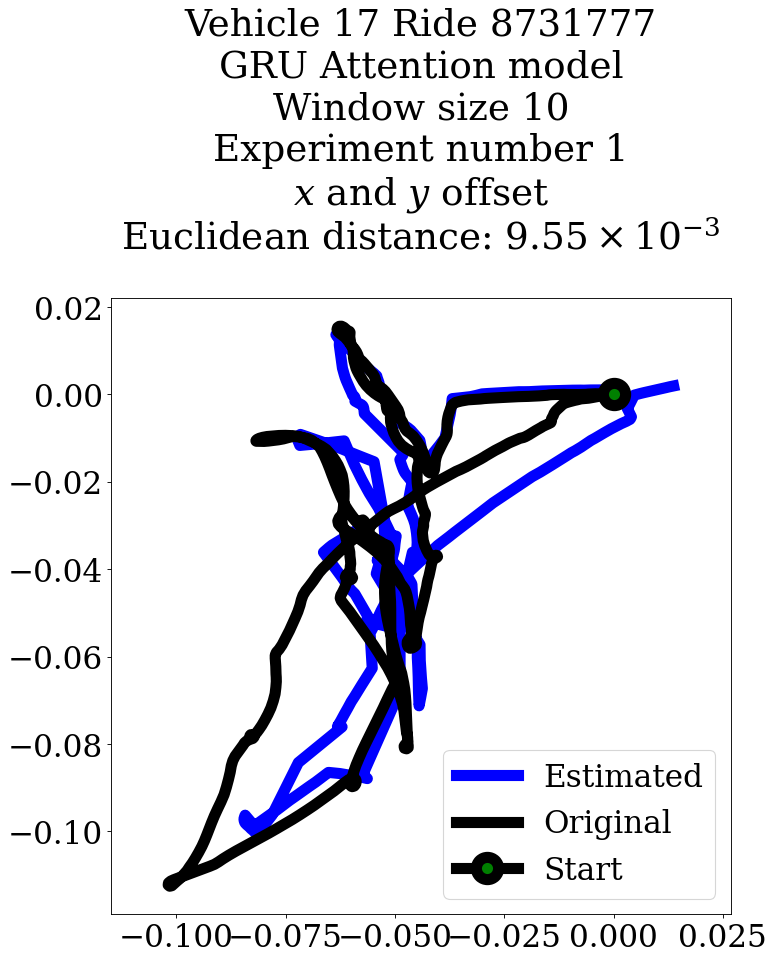 Vehicle 17 Ride 8731777
GRU Attention model
Window size 10
Experiment number 1
x and y offset
Euclidean distance: 9.55 × 10⁻³
0.02
0.00
−0.02
−0.04
−0.06
−0.08
−0.10
Estimated
Original
Start
−0.100 −0.075 −0.050 −0.025 0.000 0.025